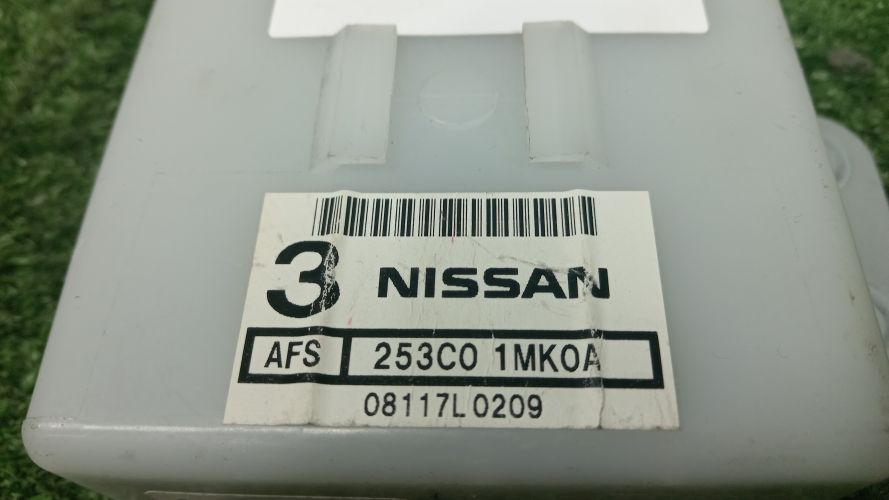 3 NISSAN
AFS 253C0 1MK0A
08117L0209